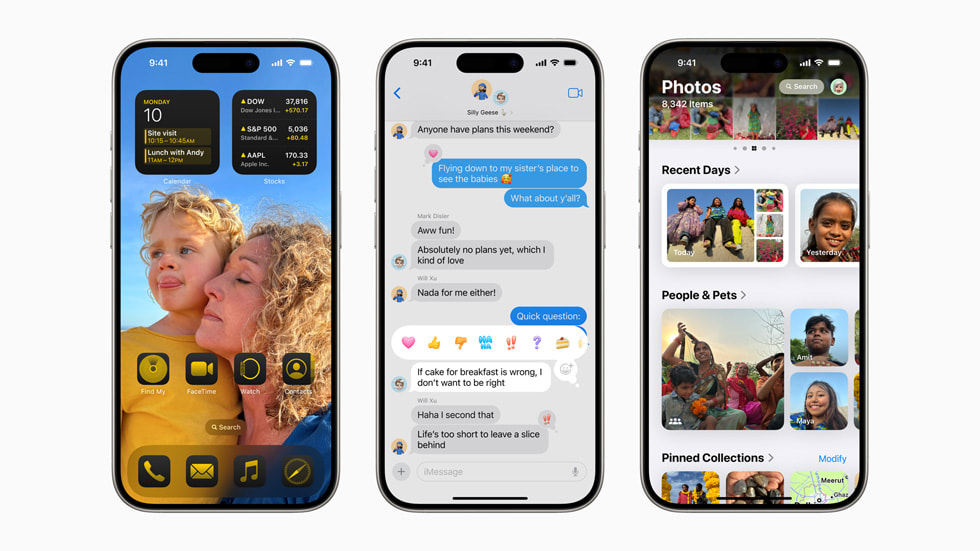 9:41
MONDAY
10
Site visit
10:15 – 10:45AM
Lunch with Andy
11AM – 12PM
Calendar
DOW 37,816
Dow Jones I... +570.17
S&P 500 5,036
Standard &... +80.48
AAPL 170.33
Apple Inc. +3.17
Stocks
Find My
FaceTime
Watch
Contacts
Search
9:41
Silly Geese
Anyone have plans this weekend?
Flying down to my sister's place to
see the babies 🥰
What about y'all?
Mark Disler
Aww fun!
Absolutely no plans yet, which I
kind of love
Will Xu
Nada for me either!
Quick question:
HA HA
If cake for breakfast is wrong, I
don't want to be right
Will Xu
Haha I second that
Life's too short to leave a slice
behind
iMessage
9:41
Photos
Search
8,342 Items
Recent Days
Today
Yesterday
People & Pets
Amit
Maya
Pinned Collections
Modify
Meerut
Ghaz